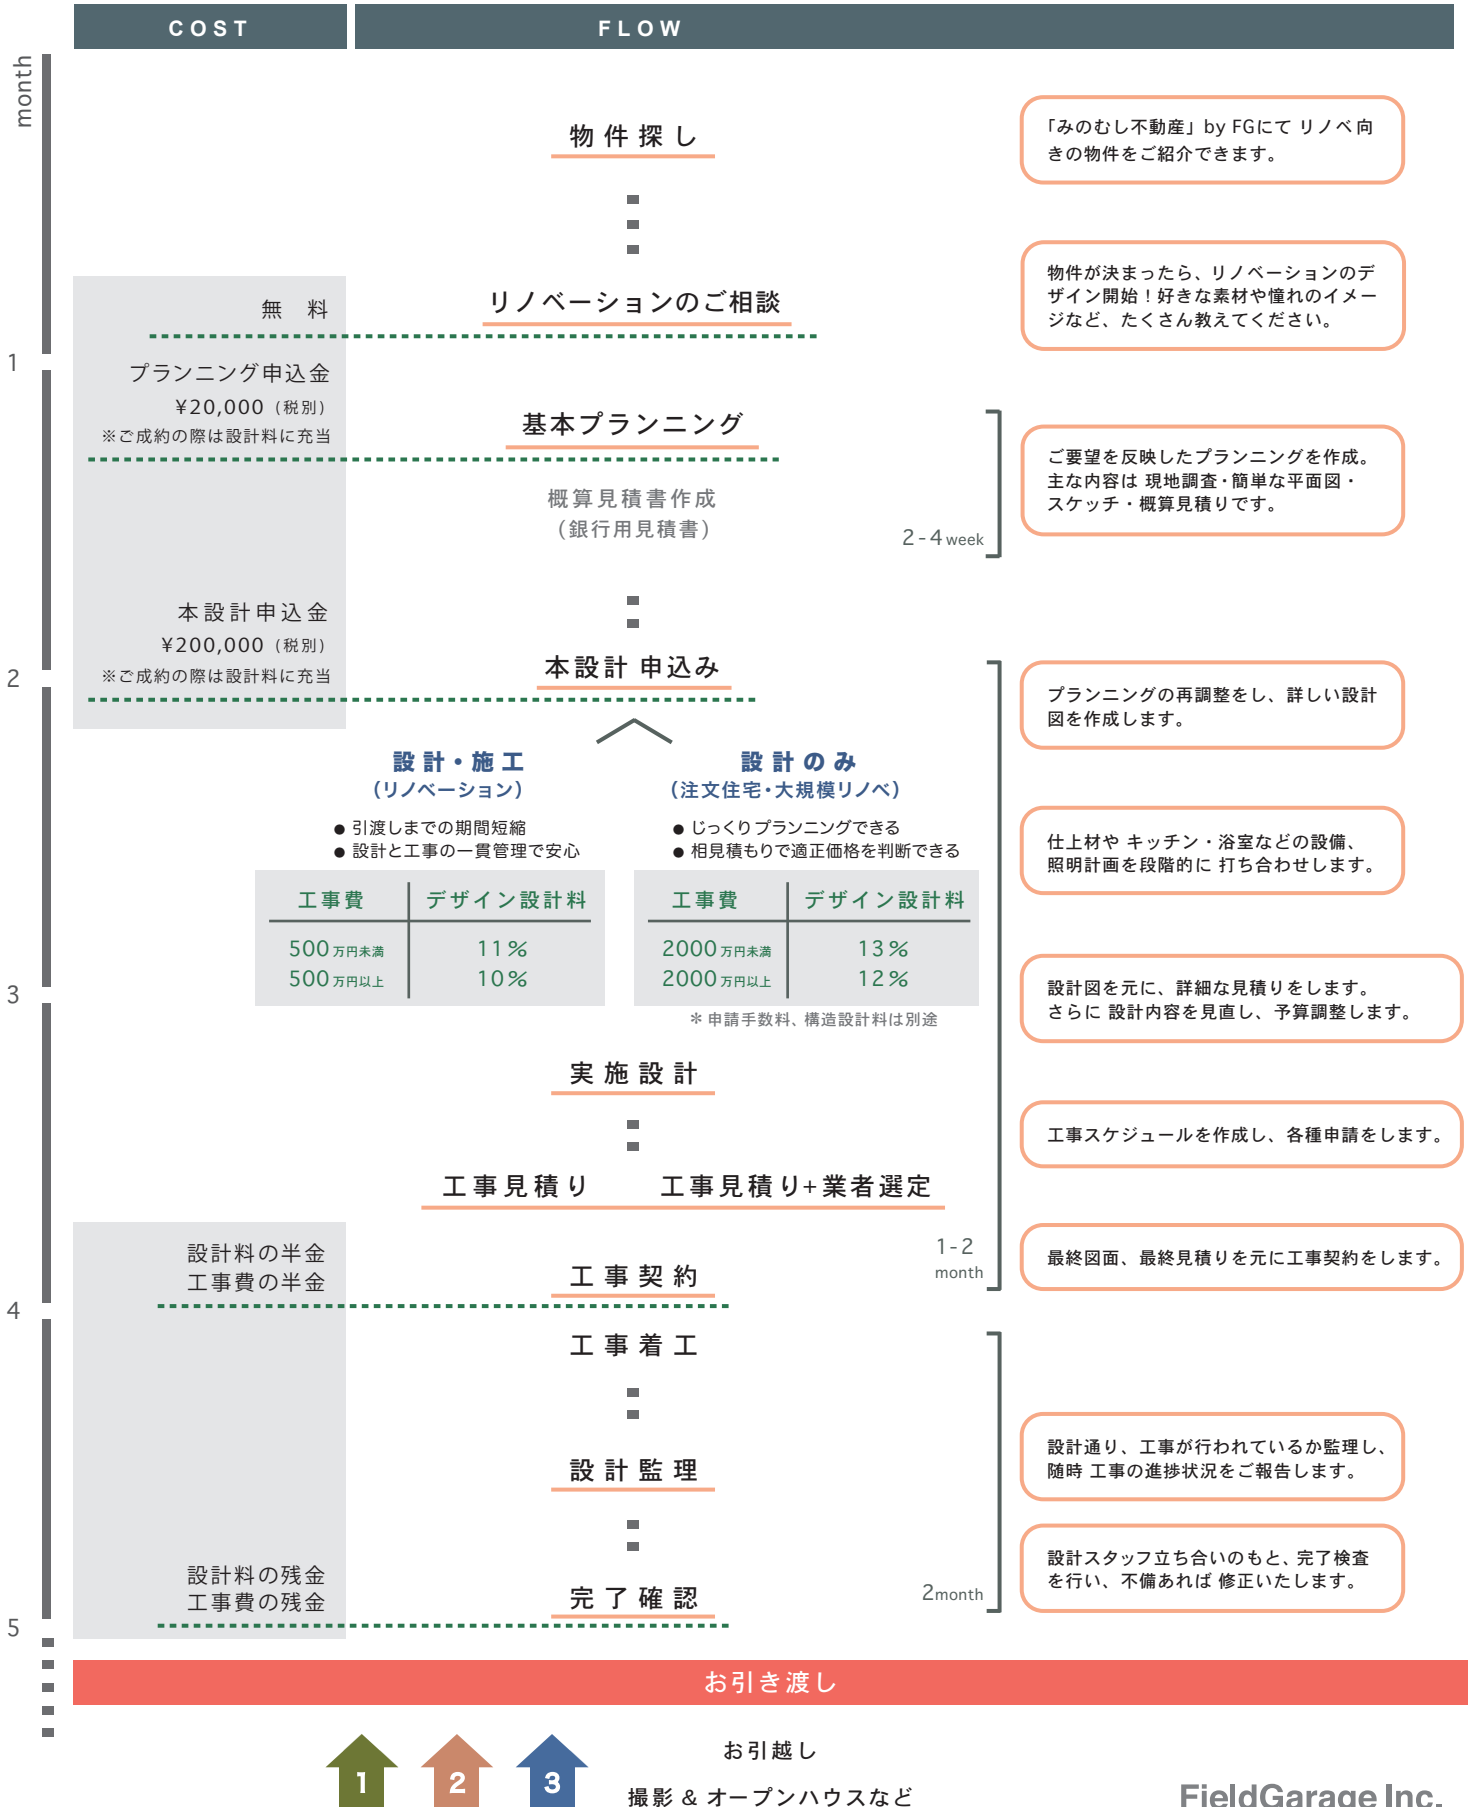 COST
FLOW
month
物件探し
「みのむし不動産」by FGにて リノベ向
きの物件をご紹介できます。
無 料
リノベーションのご相談
物件が決まったら、リノベーションのデ
ザイン開始！好きな素材や憧れのイメー
ジなど、たくさん教えてください。
1
プランニング申込金
¥20,000（税別）
※ご成約の際は設計料に充当
基本プランニング
概算見積書作成
（銀行用見積書）
2-4 week
ご要望を反映したプランニングを作成。
主な内容は 現地調査・簡単な平面図・
スケッチ・概算見積りです。
本設計申込金
¥200,000（税別）
※ご成約の際は設計料に充当
2
本設計 申込み
プランニングの再調整をし、詳しい設計
図を作成します。
設計・施工
（リノベーション）
● 引渡しまでの期間短縮
● 設計と工事の一貫管理で安心
工事費 デザイン設計料
500万円未満 11%
500万円以上 10%
設計のみ
（注文住宅・大規模リノベ）
● じっくりプランニングできる
● 相見積もりで適正価格を判断できる
工事費 デザイン設計料
2000万円未満 13%
2000万円以上 12%
＊申請手数料、構造設計料は別途
仕上材や キッチン・浴室などの設備、
照明計画を段階的に 打ち合わせします。
3
設計図を元に、詳細な見積りをします。
さらに 設計内容を見直し、予算調整します。
実施設計
工事スケジュールを作成し、各種申請をします。
工事見積り
工事見積り+業者選定
設計料の半金
工事費の半金
工事契約
1-2
month
最終図面、最終見積りを元に工事契約をします。
4
工事着工
設計監理
設計通り、工事が行われているか監理し、
随時 工事の進捗状況をご報告します。
設計料の残金
工事費の残金
完了確認
2month
設計スタッフ立ち合いのもと、完了検査
を行い、不備あれば 修正いたします。
5
お引き渡し
1
2
3
お引越し
撮影 & オープンハウスなど
FieldGarage Inc.